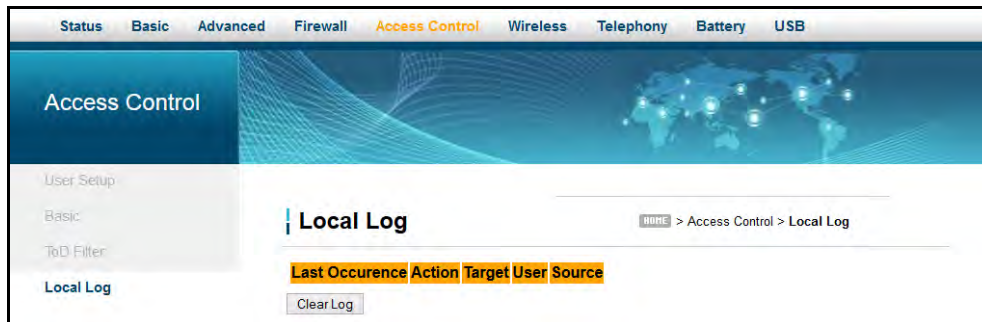 Status Basic Advanced Firewall Access Control Wireless Telephony Battery USB
Access Control
User Setup
Basic
ToD Filter
Local Log
Local Log
HOME > Access Control > Local Log
Last Occurence Action Target User Source
Clear Log